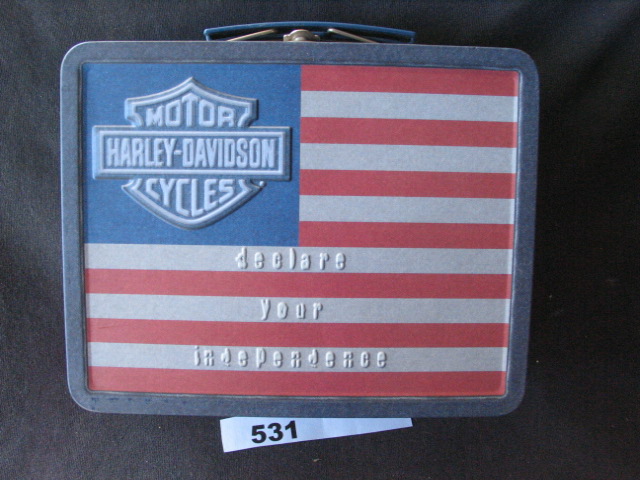 MOTOR
HARLEY-DAVIDSON
CYCLES
declare
your
independence
531